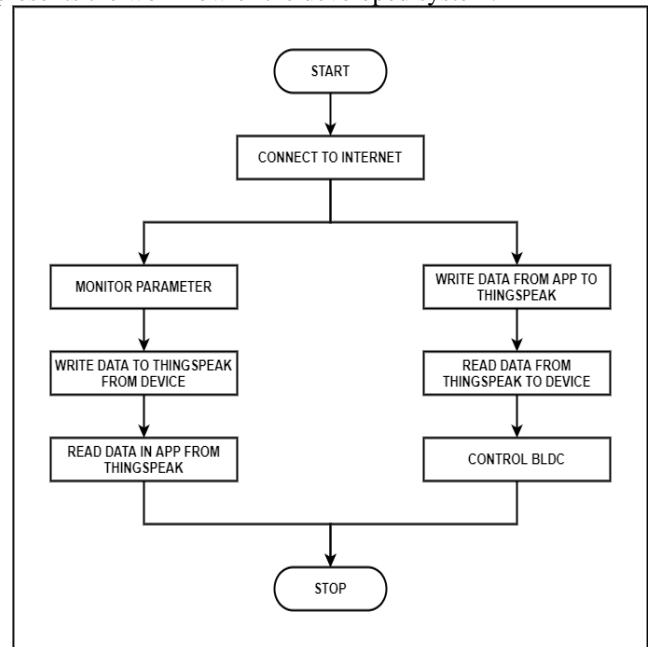 START
CONNECT TO INTERNET
MONITOR PARAMETER
WRITE DATA TO THINGSPEAK
FROM DEVICE
READ DATA IN APP FROM
THINGSPEAK
WRITE DATA FROM APP TO
THINGSPEAK
READ DATA FROM
THINGSPEAK TO DEVICE
CONTROL BLDC
STOP